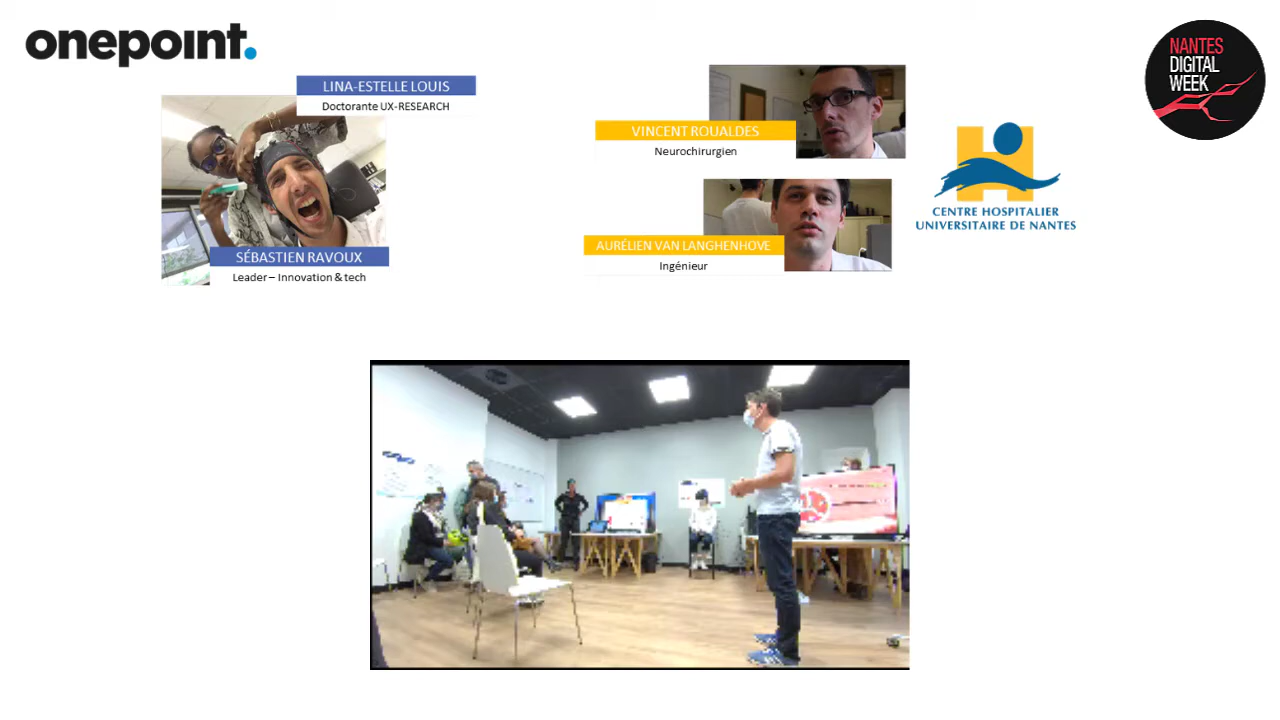 onepoint.
NANTES
DIGITAL
WEEK
LINA-ESTELLE LOUIS
Doctorante UX-RESEARCH
SÉBASTIEN RAVOUX
Leader – Innovation & tech
VINCENT ROUALDES
Neurochirurgien
AURÉLIEN VAN LANGHENHOVE
Ingénieur
CENTRE HOSPITALIER
UNIVERSITAIRE DE NANTES